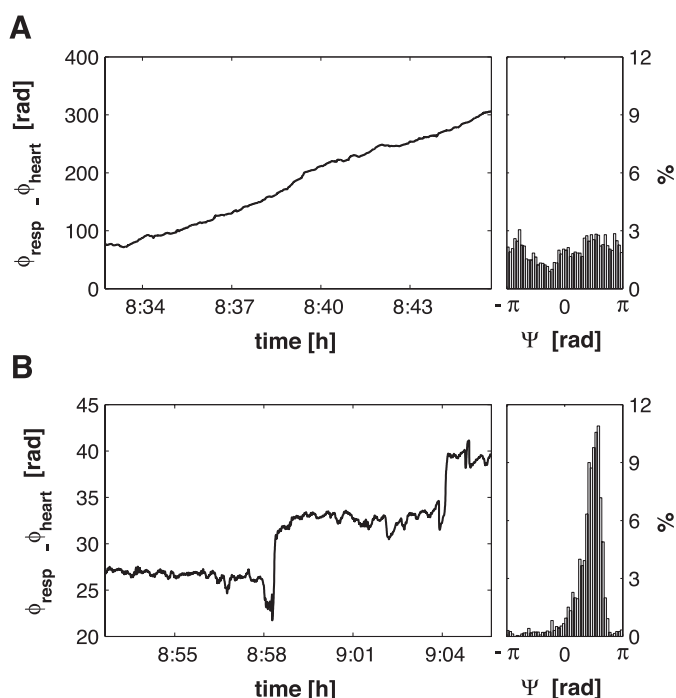 A
400
300
200
100
0
ϕresp - ϕheart [rad]
8:34 8:37 8:40 8:43
time [h]
12
9
6
3
0
%
- π 0 π
Ψ [rad]
B
45
40
35
30
25
20
ϕresp - ϕheart [rad]
8:55 8:58 9:01 9:04
time [h]
12
9
6
3
0
%
- π 0 π
Ψ [rad]